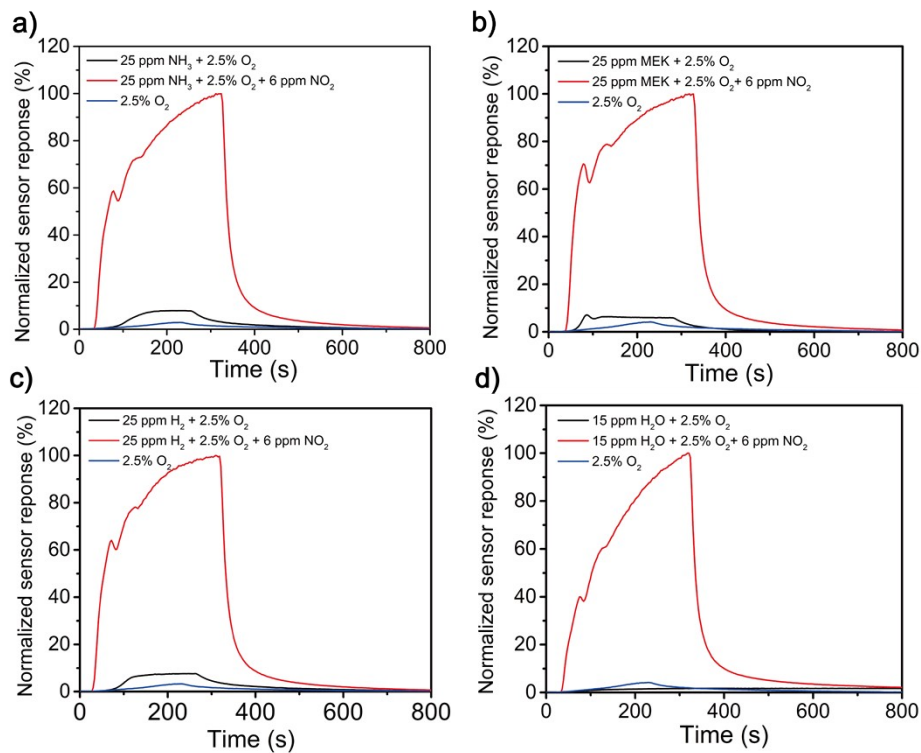 a)
120
100
80
60
40
20
0
Normalized sensor reponse (%)
25 ppm NH₃ + 2.5% O₂
25 ppm NH₃ + 2.5% O₂ + 6 ppm NO₂
2.5% O₂
0 200 400 600 800
Time (s)
b)
120
100
80
60
40
20
0
Normalized sensor reponse (%)
25 ppm MEK + 2.5% O₂
25 ppm MEK + 2.5% O₂+ 6 ppm NO₂
2.5% O₂
0 200 400 600 800
Time (s)
c)
120
100
80
60
40
20
0
Normalized sensor reponse (%)
25 ppm H₂ + 2.5% O₂
25 ppm H₂ + 2.5% O₂ + 6 ppm NO₂
2.5% O₂
0 200 400 600 800
Time (s)
d)
120
100
80
60
40
20
0
Normalized sensor reponse (%)
15 ppm H₂O + 2.5% O₂
15 ppm H₂O + 2.5% O₂+ 6 ppm NO₂
2.5% O₂
0 200 400 600 800
Time (s)